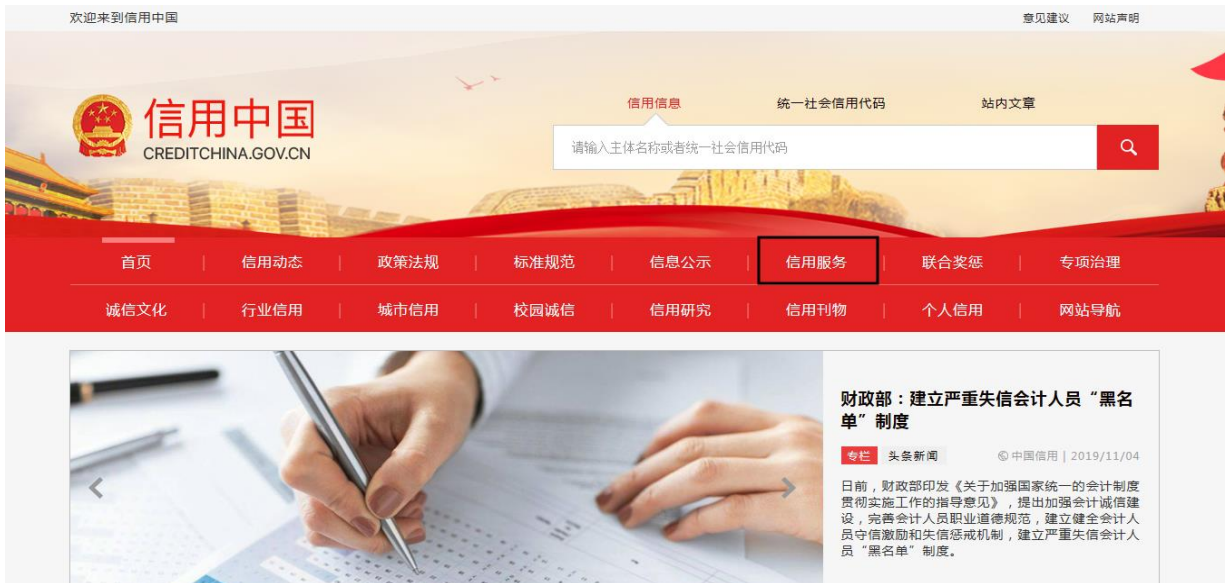 欢迎来到信用中国
意见建议 网站声明
信用中国
CREDITCHINA.GOV.CN
信用信息 统一社会信用代码 站内文章
请输入主体名称或者统一社会信用代码
首页 | 信用动态 | 政策法规 | 标准规范 | 信息公示 | 信用服务 | 联合奖惩 | 专项治理
诚信文化 | 行业信用 | 城市信用 | 校园诚信 | 信用研究 | 信用刊物 | 个人信用 | 网站导航
财政部：建立严重失信会计人员“黑名
单”制度
专栏 头条新闻 中国信用 | 2019/11/04
日前，财政部印发《关于加强国家统一的会计制度
贯彻实施工作的指导意见》，提出加强会计诚信建
设，完善会计人员职业道德规范，建立健全会计人
员守信激励和失信惩戒机制，建立严重失信会计人
员“黑名单”制度。